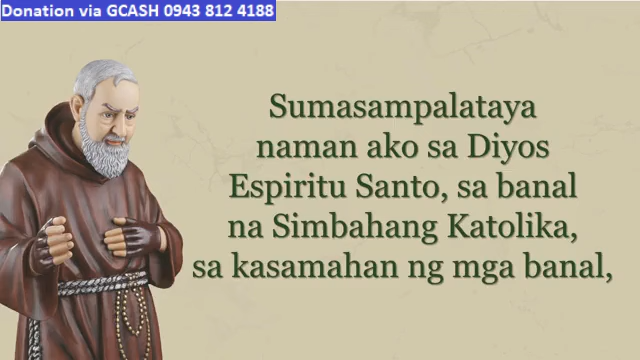 Donation via GCASH 0943 812 4188
Sumasampalataya
naman ako sa Diyos
Espiritu Santo, sa banal
na Simbahang Katolika,
sa kasamahan ng mga banal,